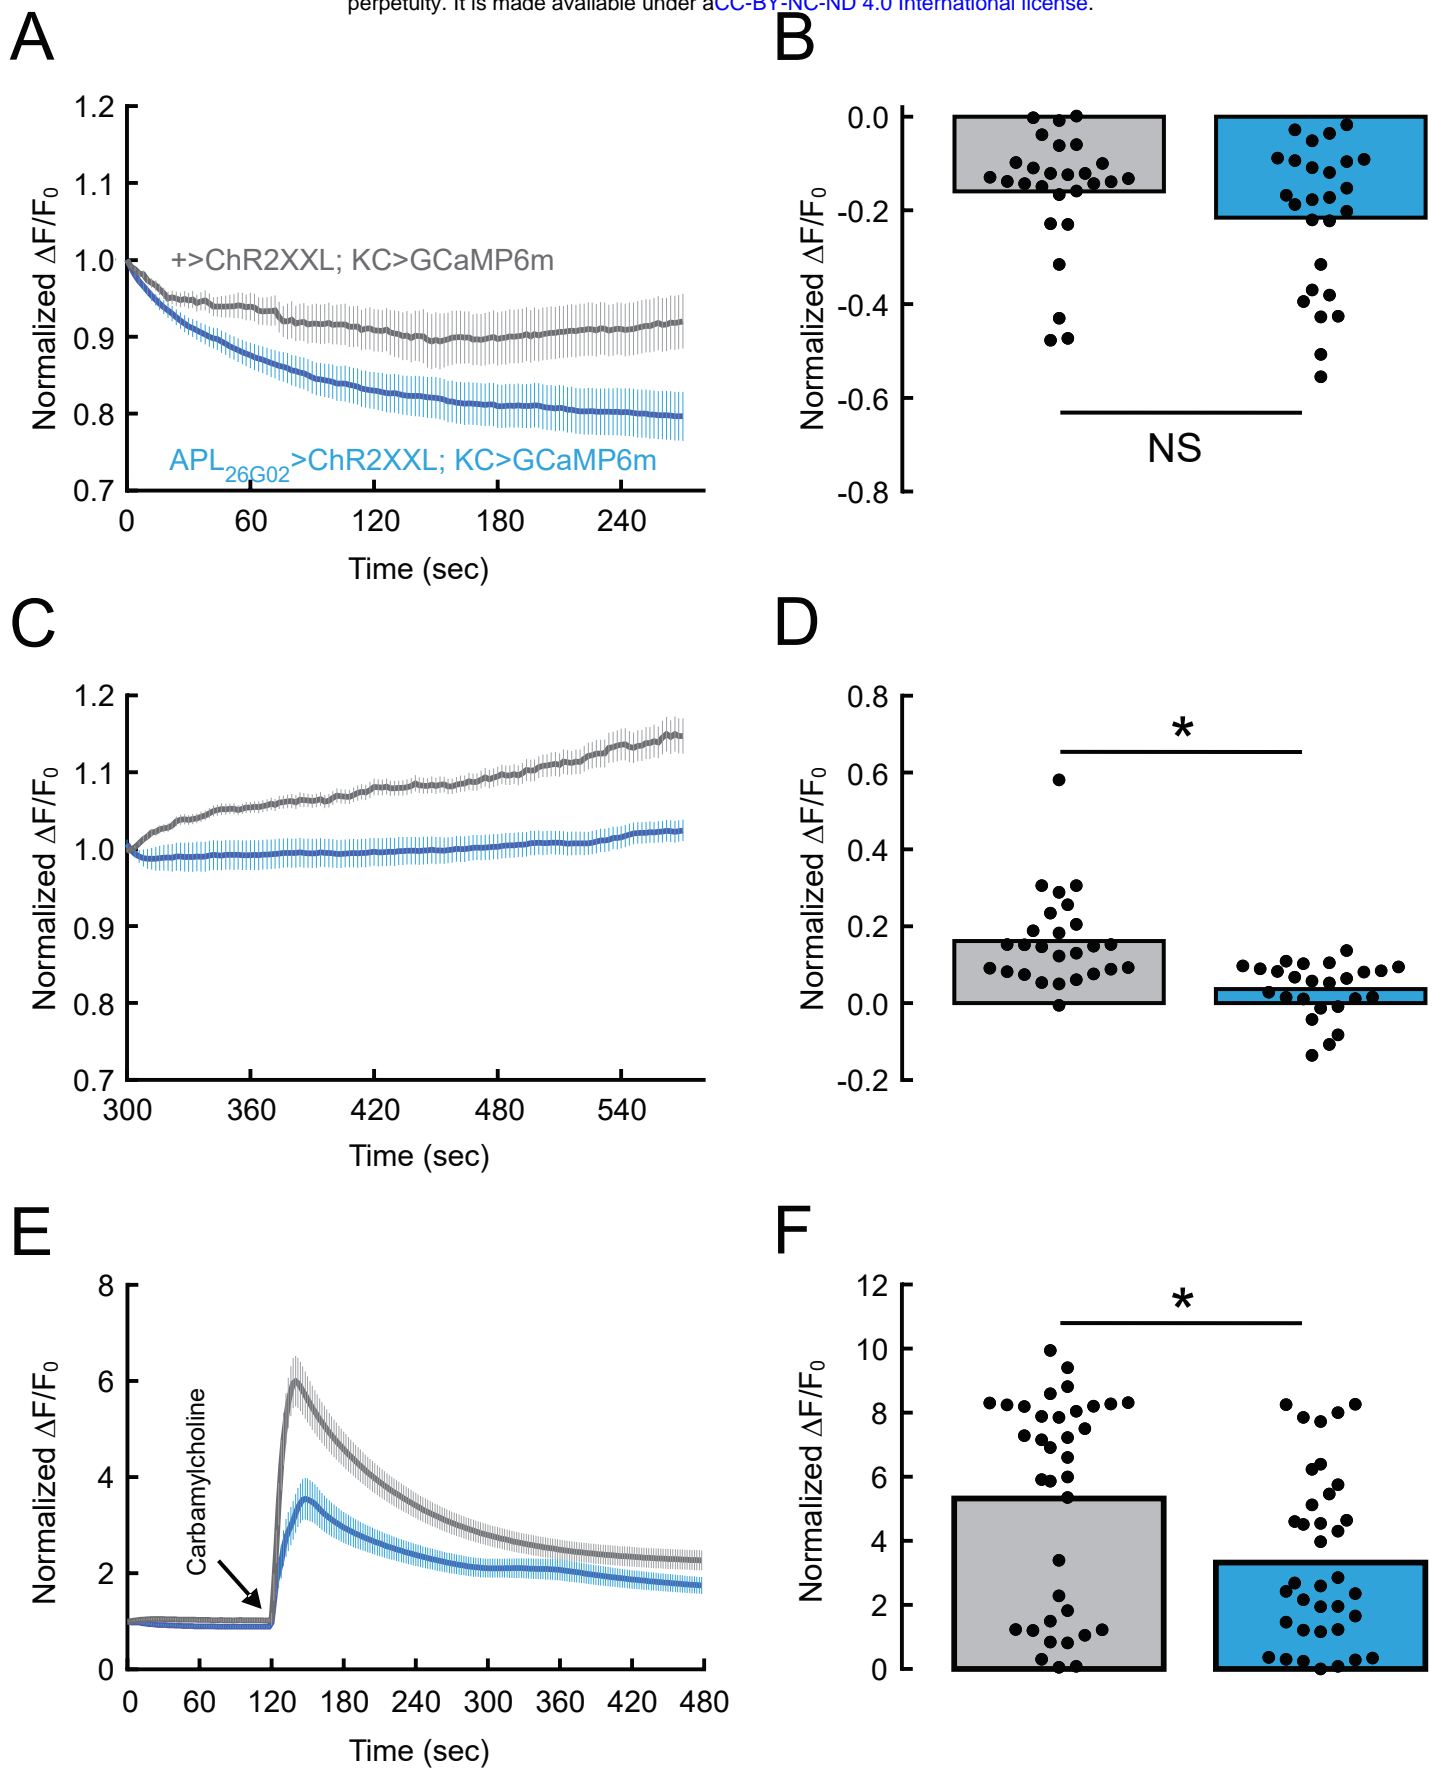 perpetuity. It is made available under aCC-BY-NC-ND 4.0 International license.
A
B
1.2
1.1
1.0
0.9
0.8
0.7
Normalized ΔF/F0
+>ChR2XXL; KC>GCaMP6m
APL26G02>ChR2XXL; KC>GCaMP6m
0 60 120 180 240
Time (sec)
0.0
-0.2
-0.4
-0.6
-0.8
Normalized ΔF/F0
NS
C
D
1.2
1.1
1.0
0.9
0.8
0.7
Normalized ΔF/F0
300 360 420 480 540
Time (sec)
0.8
0.6
0.4
0.2
0.0
-0.2
Normalized ΔF/F0
*
E
F
8
6
4
2
0
Normalized ΔF/F0
Carbamylcholine
0 60 120 180 240 300 360 420 480
Time (sec)
12
10
8
6
4
2
0
Normalized ΔF/F0
*